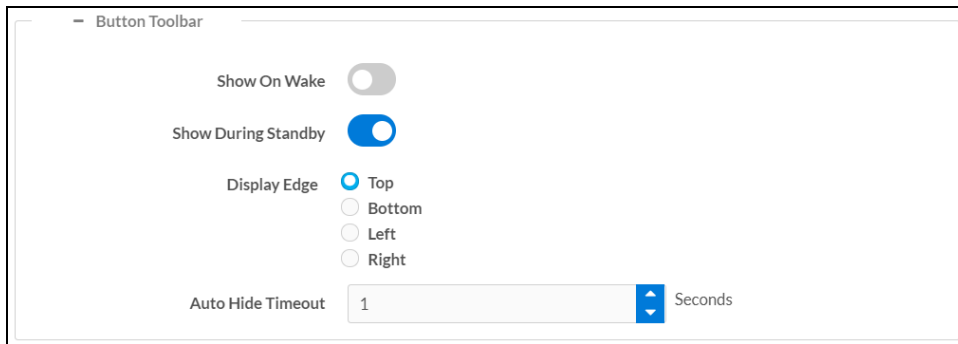 − Button Toolbar
Show On Wake
Show During Standby
Display Edge Top
Bottom
Left
Right
Auto Hide Timeout 1 Seconds